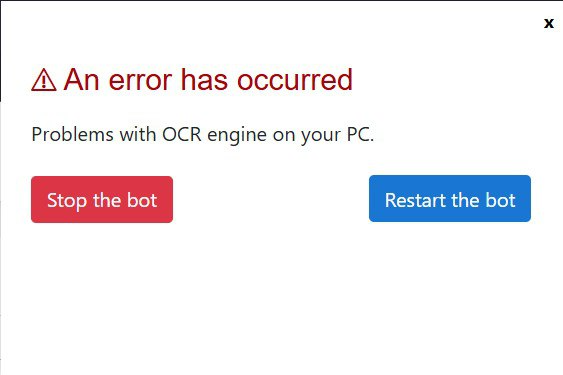 x
⚠ An error has occurred
Problems with OCR engine on your PC.
Stop the bot
Restart the bot